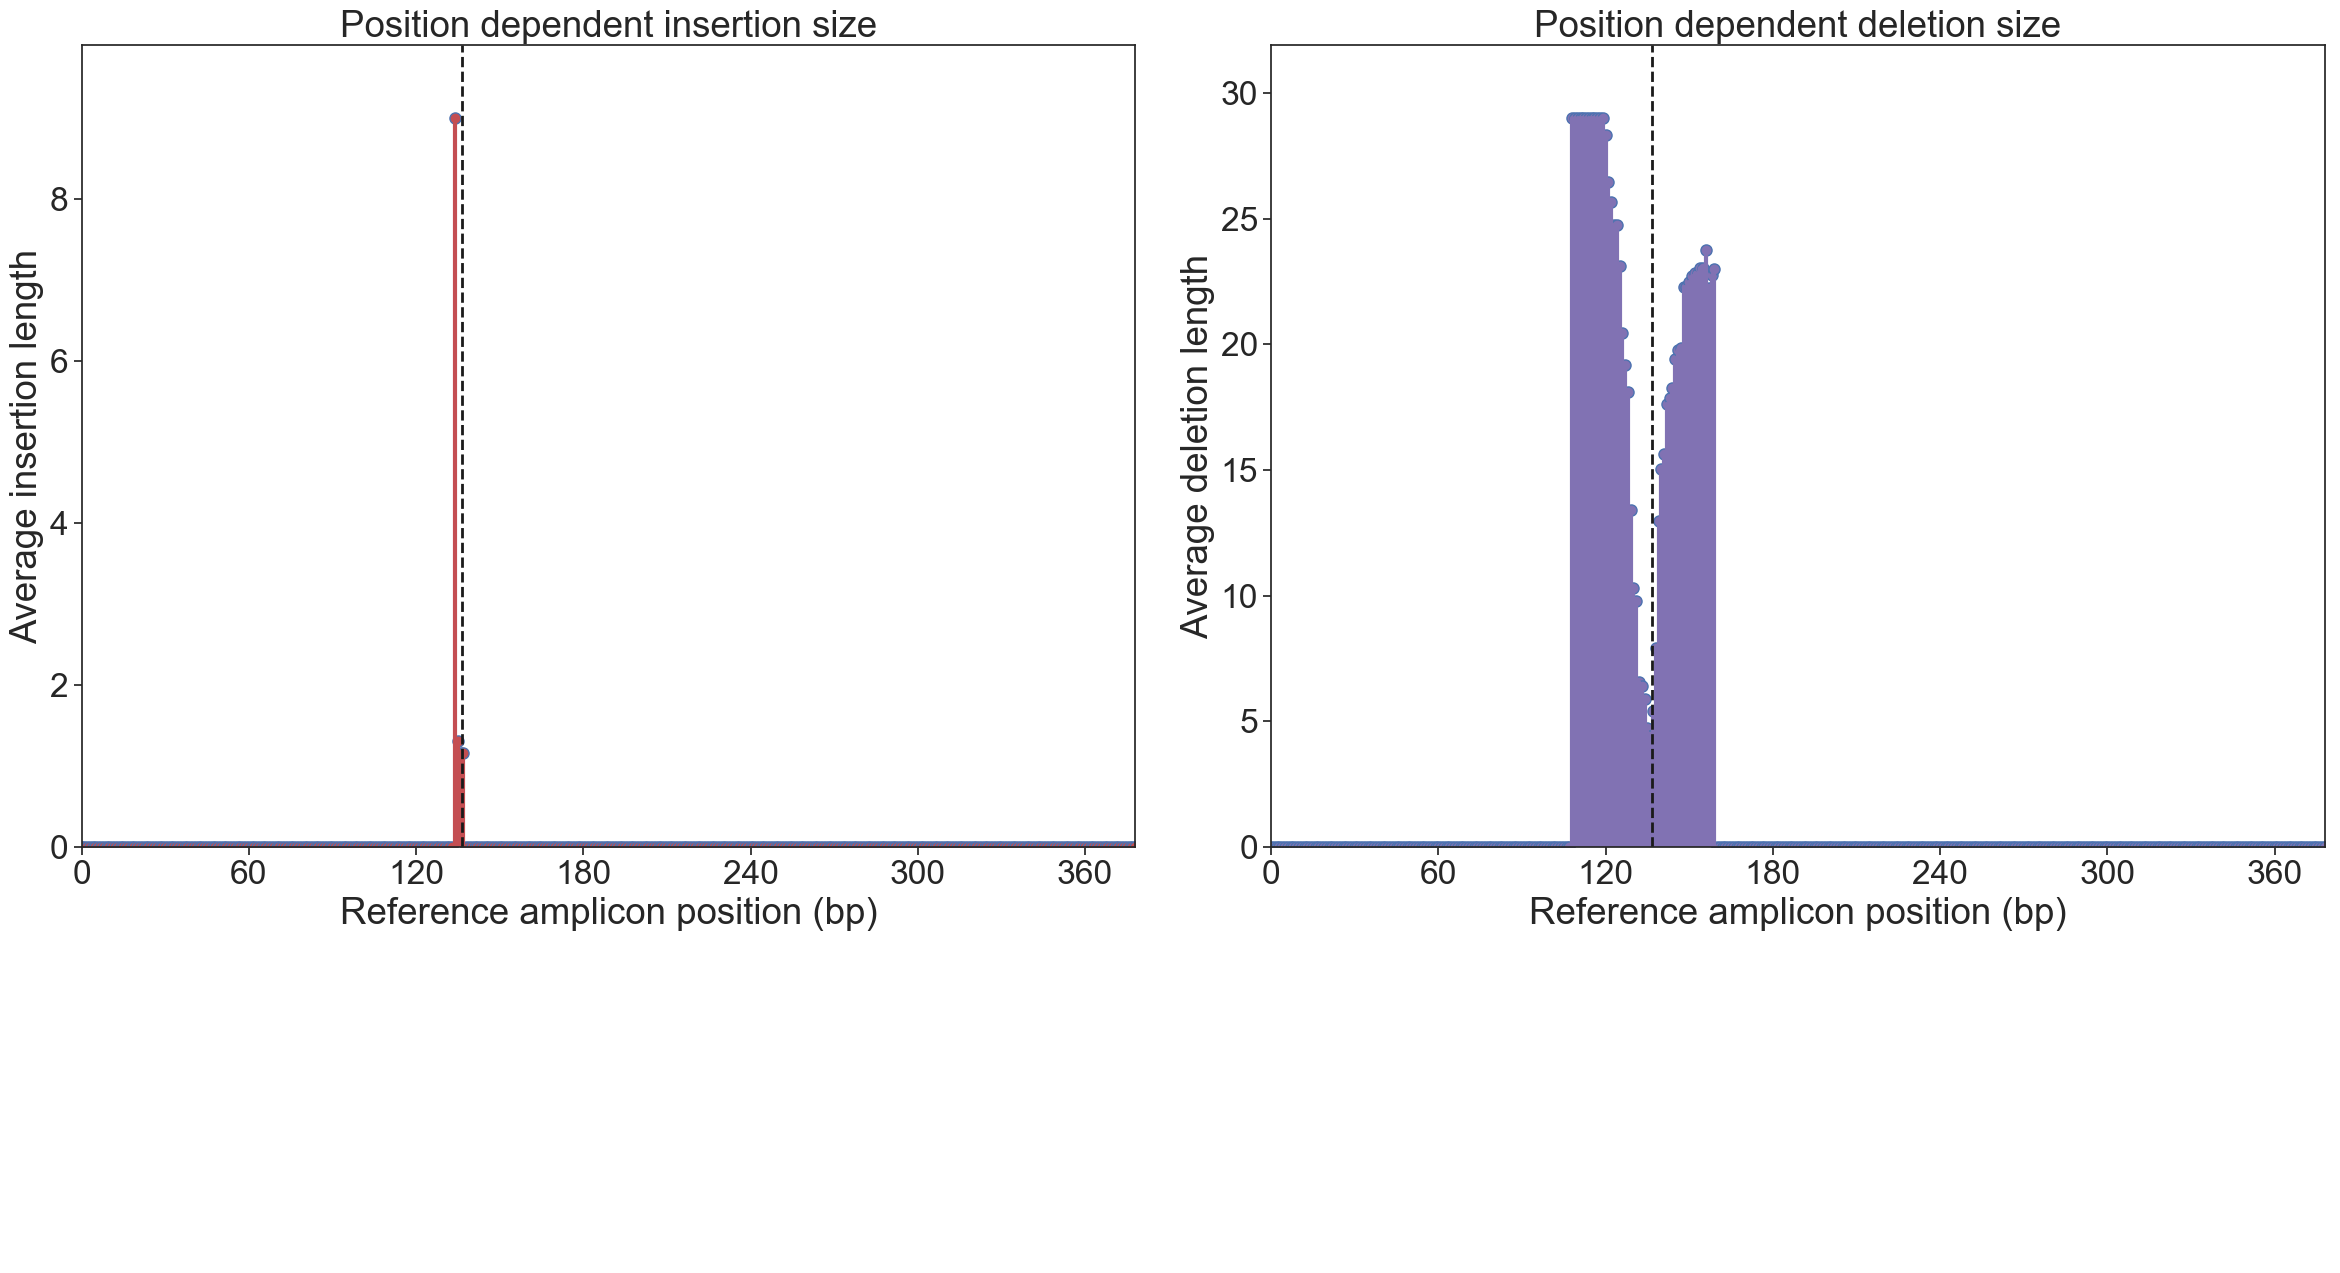 Position dependent insertion size
Average insertion length
8
6
4
2
0
0 60 120 180 240 300 360
Reference amplicon position (bp)
Position dependent deletion size
Average deletion length
30
25
20
15
10
5
0
0 60 120 180 240 300 360
Reference amplicon position (bp)